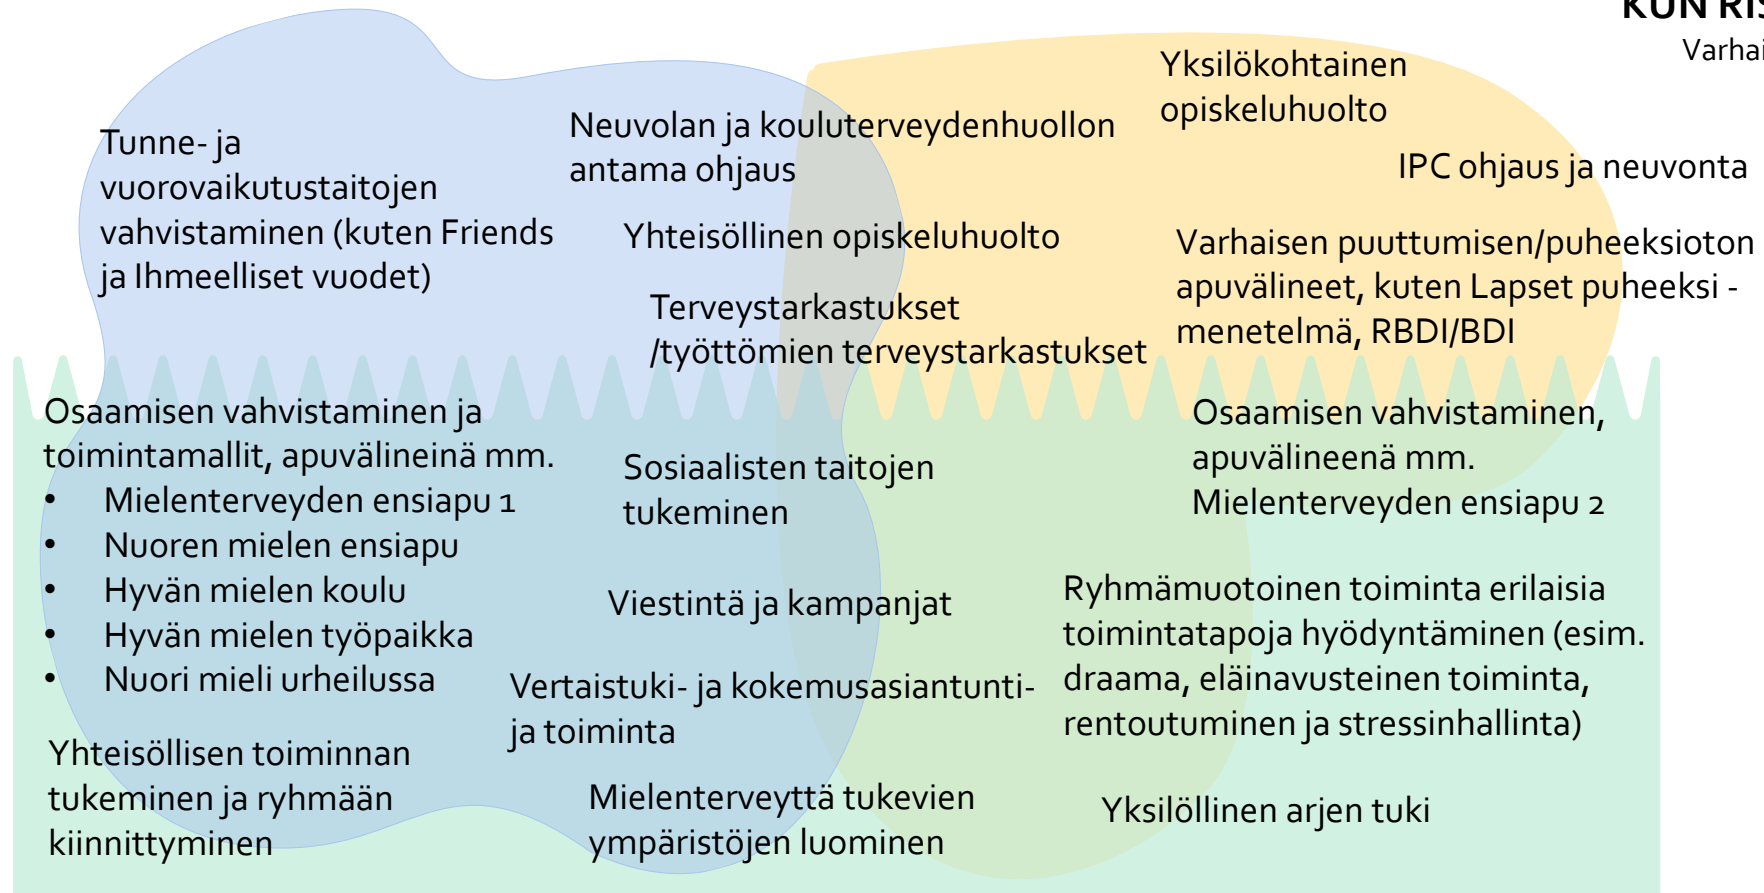 KUN RIS
Varhai
Tunne- ja
vuorovaikutustaitojen
vahvistaminen (kuten Friends
ja Ihmeelliset vuodet)
Neuvolan ja kouluterveydenhuollon
antama ohjaus
Yhteisöllinen opiskeluhuolto
Terveystarkastukset
/työttömien terveystarkastukset
Yksilökohtainen
opiskeluhuolto
IPC ohjaus ja neuvonta
Varhaisen puuttumisen/puheeksioton
apuvälineet, kuten Lapset puheeksi -
menetelmä, RBDI/BDI
Osaamisen vahvistaminen ja
toimintamallit, apuvälineinä mm.
• Mielenterveyden ensiapu 1
• Nuoren mielen ensiapu
• Hyvän mielen koulu
• Hyvän mielen työpaikka
• Nuori mieli urheilussa
Yhteisöllisen toiminnan
tukeminen ja ryhmään
kiinnittyminen
Sosiaalisten taitojen
tukeminen
Viestintä ja kampanjat
Vertaistuki- ja kokemusasiantunti-
ja toiminta
Mielenterveyttä tukevien
ympäristöjen luominen
Osaamisen vahvistaminen,
apuvälineenä mm.
Mielenterveyden ensiapu 2
Ryhmämuotoinen toiminta erilaisia
toimintatapoja hyödyntäminen (esim.
draama, eläinavusteinen toiminta,
rentoutuminen ja stressinhallinta)
Yksilöllinen arjen tuki